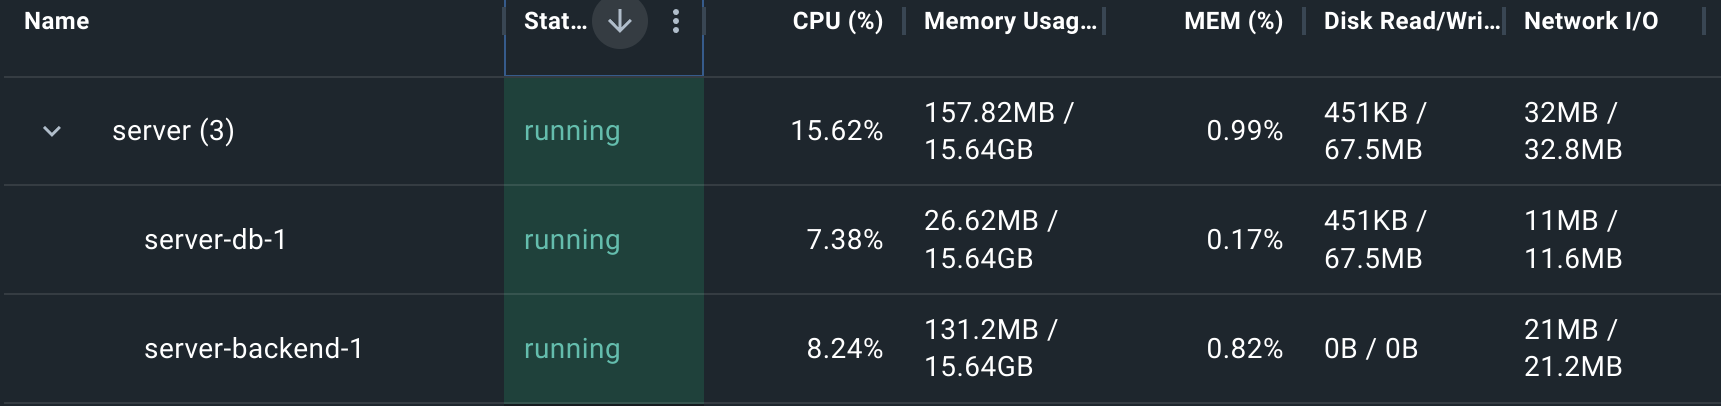 Name Stat... CPU (%) Memory Usag... MEM (%) Disk Read/Wri... Network I/O
server (3) running 15.62% 157.82MB / 15.64GB 0.99% 451KB / 67.5MB 32MB / 32.8MB
server-db-1 running 7.38% 26.62MB / 15.64GB 0.17% 451KB / 67.5MB 11MB / 11.6MB
server-backend-1 running 8.24% 131.2MB / 15.64GB 0.82% 0B / 0B 21MB / 21.2MB